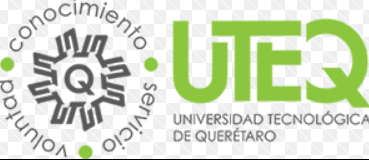 conocimiento
servicio
voluntad
Q
UTEQ
UNIVERSIDAD TECNOLÓGICA
DE QUERÉTARO